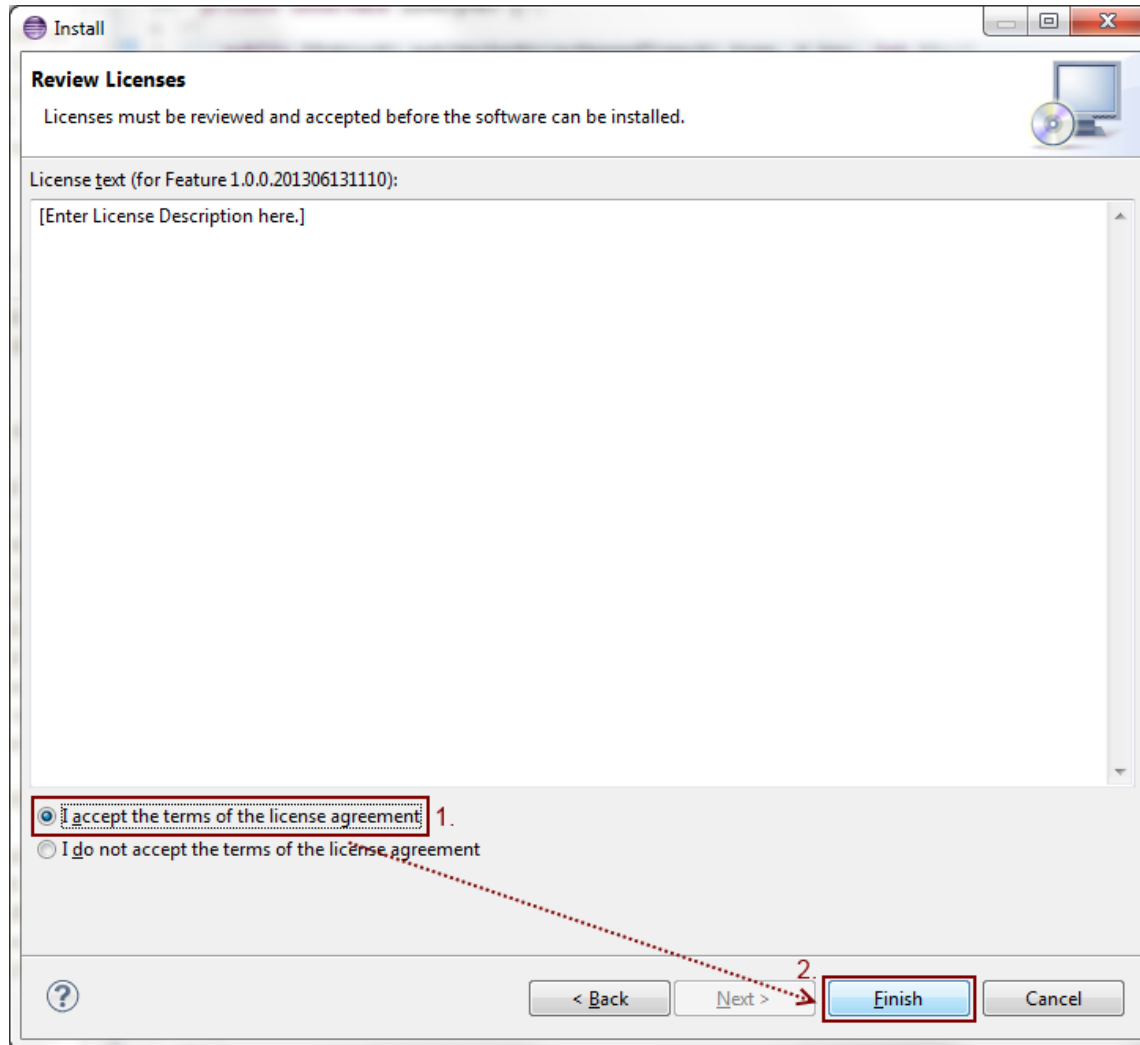 Install
Review Licenses
Licenses must be reviewed and accepted before the software can be installed.
License text (for Feature 1.0.0.201306131110):
[Enter License Description here.]
I accept the terms of the license agreement 1.
I do not accept the terms of the license agreement
2.
< Back Next > Finish Cancel